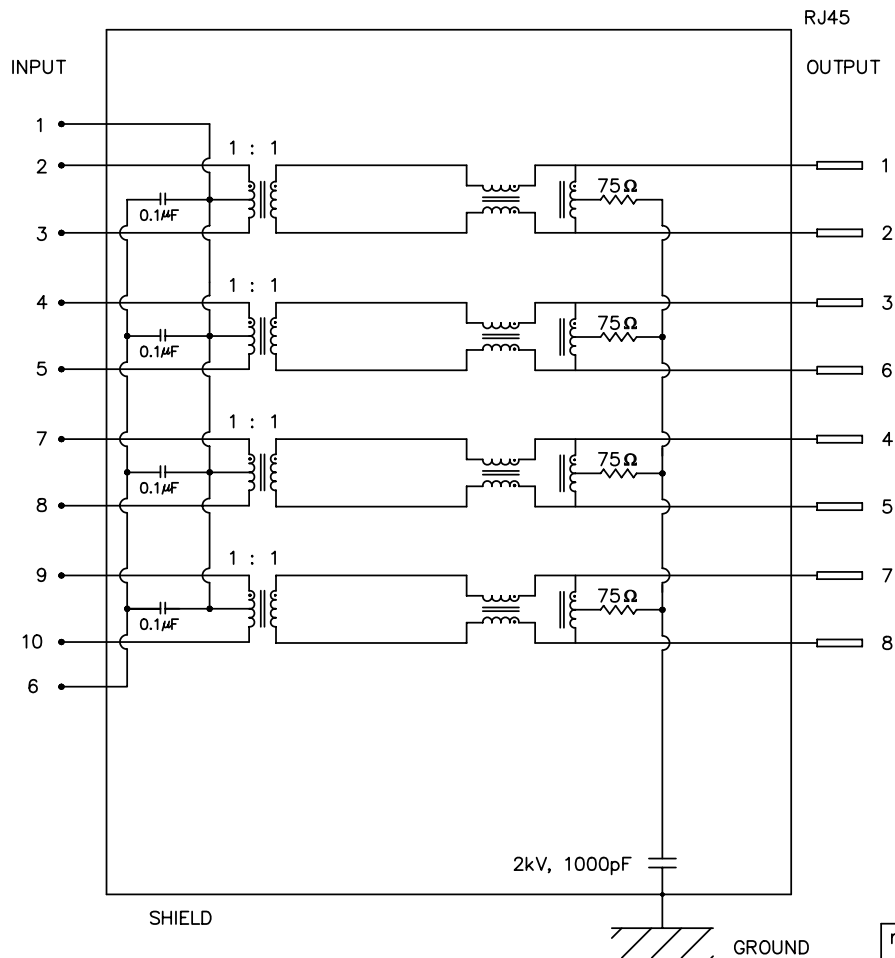 RJ45
INPUT
OUTPUT
1
1 : 1
2
1
75Ω
0.1µF
3
2
1 : 1
4
3
75Ω
0.1µF
5
6
1 : 1
7
4
75Ω
0.1µF
8
5
1 : 1
9
7
75Ω
0.1µF
10
8
6
2kV, 1000pF
SHIELD
GROUND